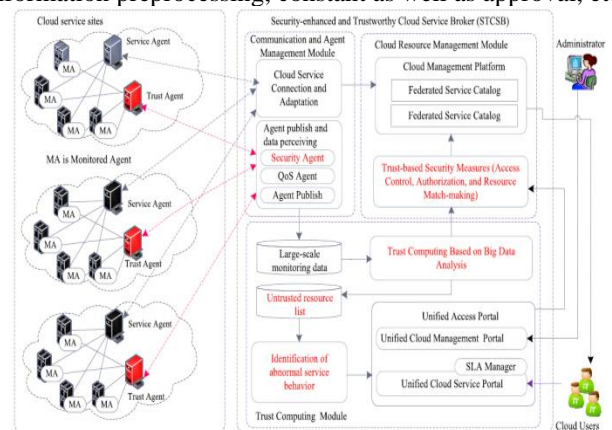 formation preprocessing, constant as well as approval, et
Cloud service sites
Security-enhanced and Trustworthy Cloud Service Broker (STCSB)
Service Agent
MA
Trust Agent
MA
MA
MA
MA is Monitored Agent
Service Agent
MA
MA
MA
MA
Trust Agent
Service Agent
MA
MA
MA
MA
Trust Agent
Communication and Agent
Management Module
Cloud Service
Connection and
Adaptation
Agent publish and
data perceiving
Security Agent
QoS Agent
Agent Publish
Cloud Resource Management Module
Cloud Management Platform
Federated Service Catalog
Federated Service Catalog
Trust-based Security Measures (Access
Control, Authorization, and Resource
Match-making)
Administrator
Large-scale
monitoring data
Trust Computing Based on Big Data
Analysis
Untrusted resource
list
Identification of
abnormal service
behavior
Trust Computing Module
Unified Access Portal
Unified Cloud Management Portal
SLA Manager
Unified Cloud Service Portal
Cloud Users